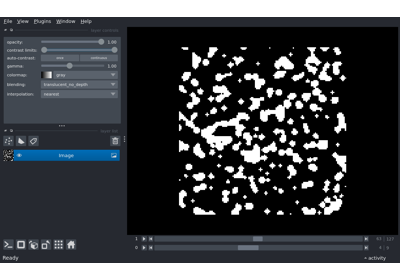 File View Plugins Window Help
opacity: 1.00
contrast limits:
auto-contrast: once continuous
gamma: 1.00
colormap: gray
blending: translucent_no_depth
interpolation: nearest
Image
1
0
Ready activity